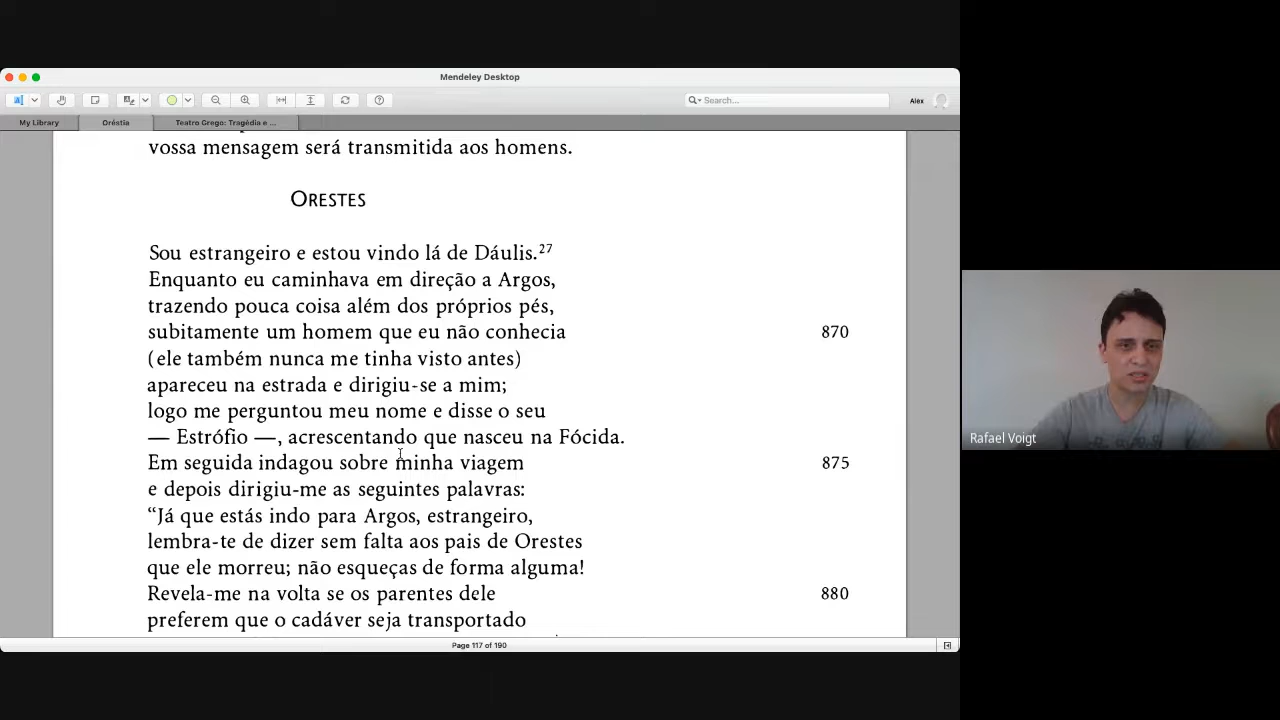 Mendeley Desktop
Search...
Alex
My Library
Oréstia
Teatro Grego: Tragédia e ...
vossa mensagem será transmitida aos homens.
ORESTES
Sou estrangeiro e estou vindo lá de Dáulis.27
Enquanto eu caminhava em direção a Argos,
trazendo pouca coisa além dos próprios pés,
subitamente um homem que eu não conhecia 870
(ele também nunca me tinha visto antes)
apareceu na estrada e dirigiu-se a mim;
logo me perguntou meu nome e disse o seu
— Estrófio —, acrescentando que nasceu na Fócida.
Em seguida indagou sobre minha viagem 875
e depois dirigiu-me as seguintes palavras:
“Já que estás indo para Argos, estrangeiro,
lembra-te de dizer sem falta aos pais de Orestes
que ele morreu; não esqueças de forma alguma!
Revela-me na volta se os parentes dele 880
preferem que o cadáver seja transportado
Page 117 of 190
Rafael Voigt